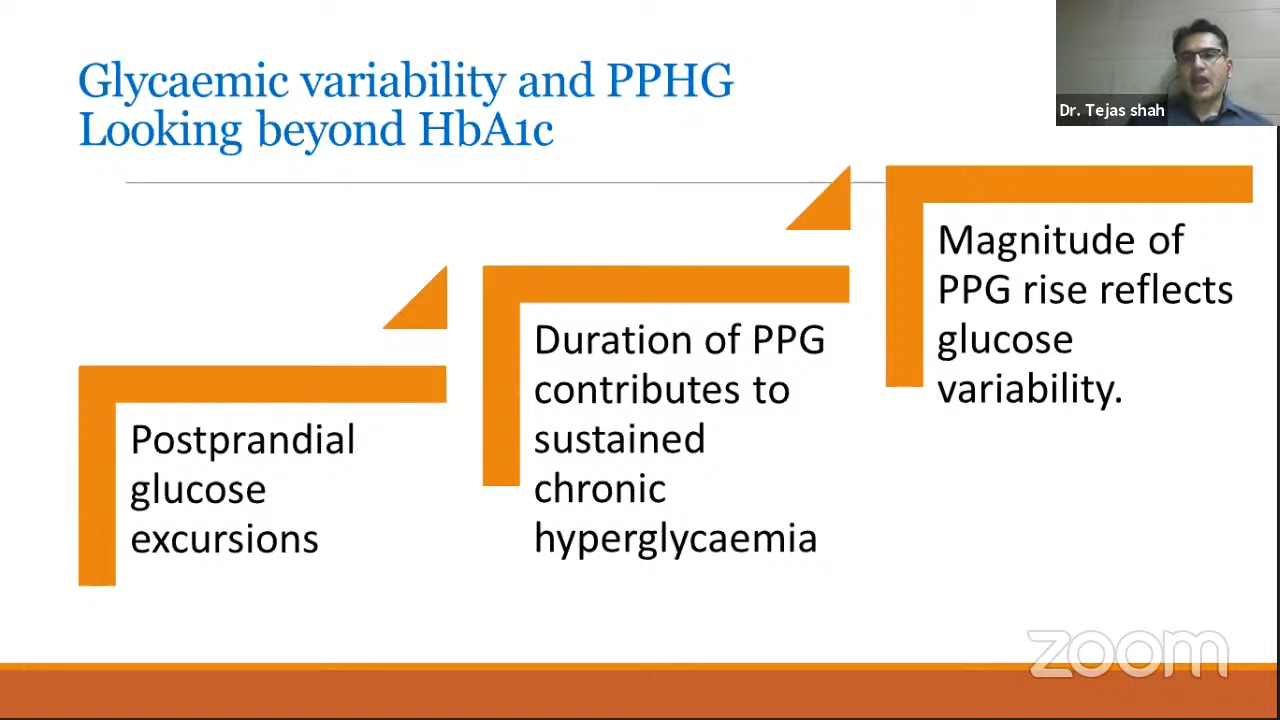 Glycaemic variability and PPHG
Looking beyond HbA1c
Dr. Tejas shah
Postprandial
glucose
excursions
Duration of PPG
contributes to
sustained
chronic
hyperglycaemia
Magnitude of
PPG rise reflects
glucose
variability.
zoom